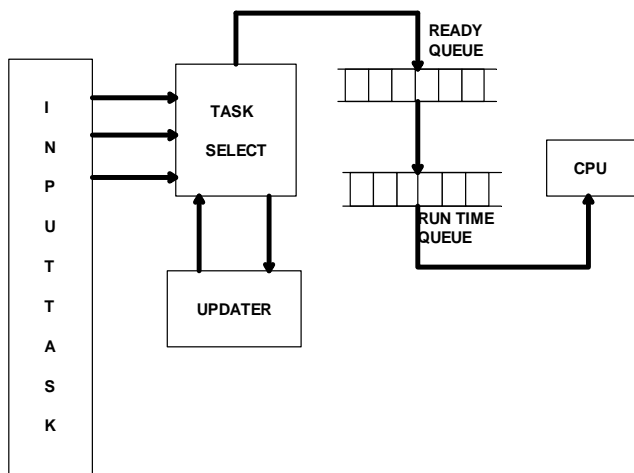 I
N
P
U
T
T
A
S
K
TASK
SELECT
UPDATER
READY
QUEUE
RUN TIME
QUEUE
CPU